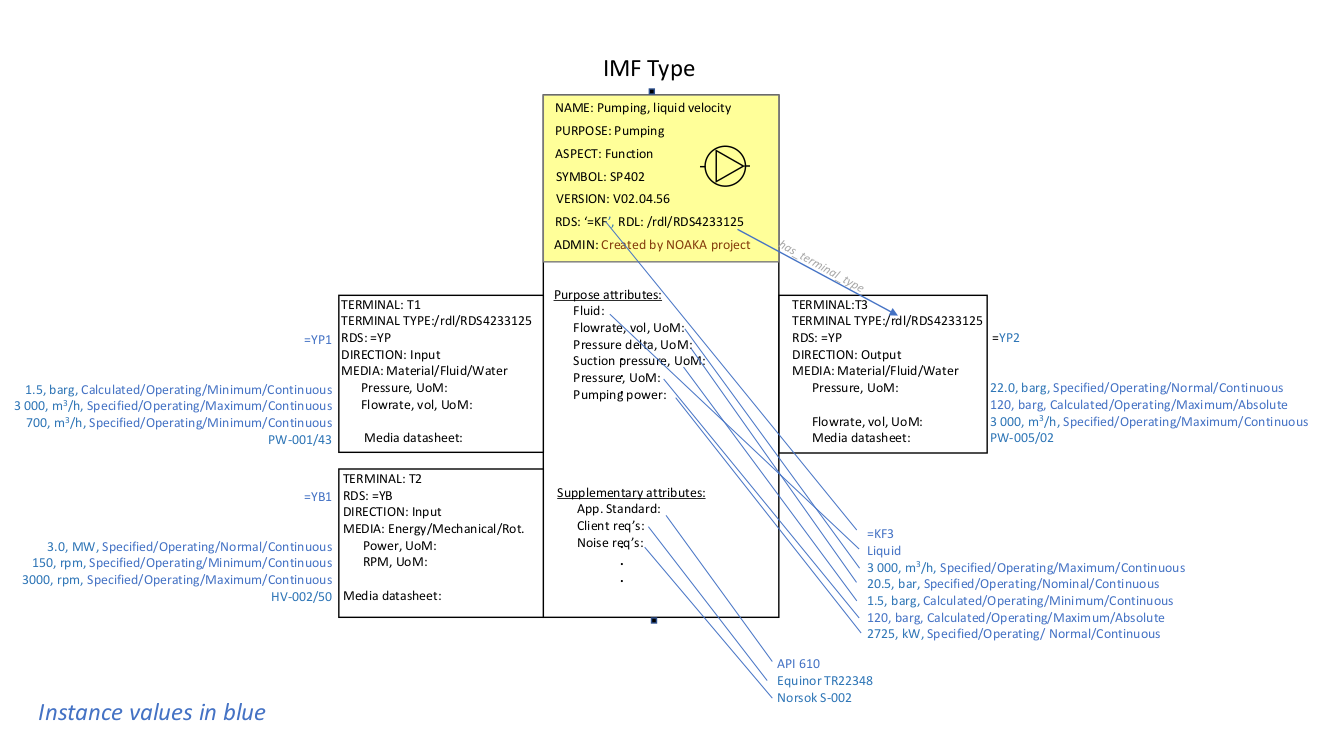 IMF Type
NAME: Pumping, liquid velocity
PURPOSE: Pumping
ASPECT: Function
SYMBOL: SP402
VERSION: V02.04.56
RDS: ‘=KF’, RDL: /rdl/RDS4233125
ADMIN: Created by NOAKA project
has_terminal_type
Purpose attributes:
Fluid:
Flowrate, vol, UoM:
Pressure delta, UoM:
Suction pressure, UoM:
Pressure, UoM:
Pumping power:
Supplementary attributes:
App. Standard:
Client req’s:
Noise req’s:
.
.
=YP1
1.5, barg, Calculated/Operating/Minimum/Continuous
3 000, m³/h, Specified/Operating/Maximum/Continuous
700, m³/h, Specified/Operating/Minimum/Continuous
PW-001/43
TERMINAL: T1
TERMINAL TYPE:/rdl/RDS4233125
RDS: =YP
DIRECTION: Input
MEDIA: Material/Fluid/Water
Pressure, UoM:
Flowrate, vol, UoM:
Media datasheet:
=YB1
3.0, MW, Specified/Operating/Normal/Continuous
150, rpm, Specified/Operating/Minimum/Continuous
3000, rpm, Specified/Operating/Maximum/Continuous
HV-002/50
TERMINAL: T2
RDS: =YB
DIRECTION: Input
MEDIA: Energy/Mechanical/Rot.
Power, UoM:
RPM, UoM:
Media datasheet:
TERMINAL:T3
TERMINAL TYPE:/rdl/RDS4233125
RDS: =YP
DIRECTION: Output
MEDIA: Material/Fluid/Water
Pressure, UoM:
Flowrate, vol, UoM:
Media datasheet:
=YP2
22.0, barg, Specified/Operating/Normal/Continuous
120, barg, Calculated/Operating/Maximum/Absolute
3 000, m³/h, Specified/Operating/Maximum/Continuous
PW-005/02
=KF3
Liquid
3 000, m³/h, Specified/Operating/Maximum/Continuous
20.5, bar, Specified/Operating/Nominal/Continuous
1.5, barg, Calculated/Operating/Minimum/Continuous
120, barg, Calculated/Operating/Maximum/Absolute
2725, kW, Specified/Operating/ Normal/Continuous
API 610
Equinor TR22348
Norsok S-002
Instance values in blue